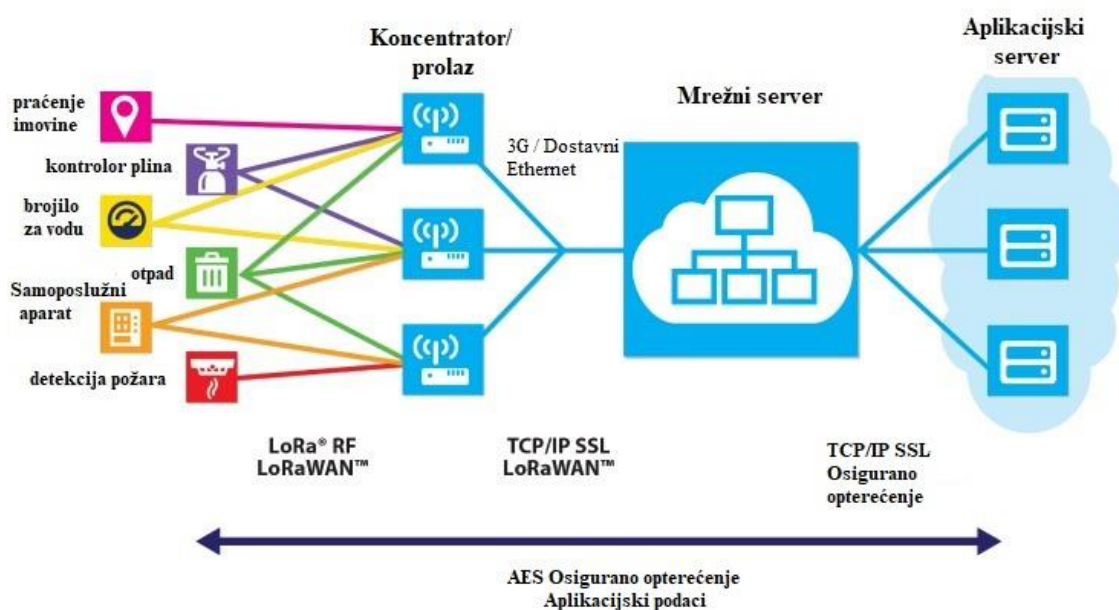 Koncentrator/
prolaz
Aplikacijski
server
Mrežni server
praćenje
imovine
kontrolor plina
brojilo
za vodu
otpad
Samoposlužni
aparat
detekcija požara
3G / Dostavni
Ethernet
LoRa® RF
LoRaWAN™
TCP/IP SSL
LoRaWAN™
TCP/IP SSL
Osigurano
opterećenje
AES Osigurano opterećenje
Aplikacijski podaci